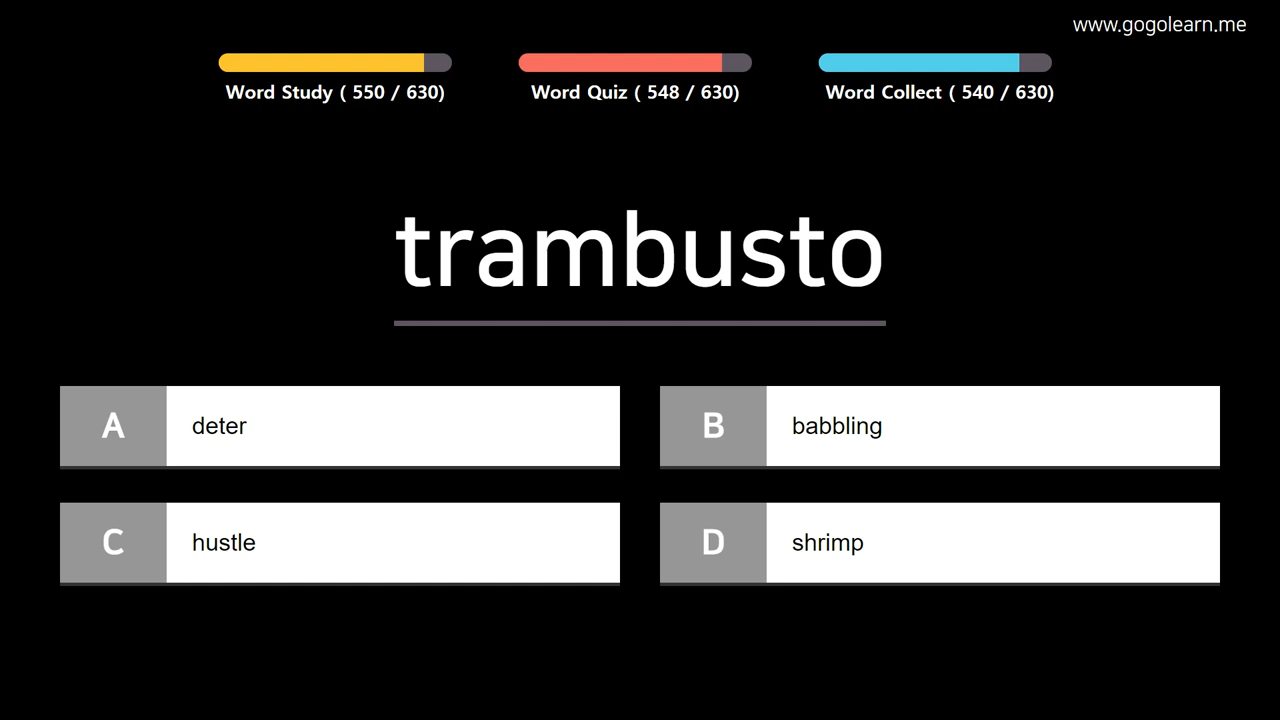 www.gogolearn.me
Word Study ( 550 / 630)
Word Quiz ( 548 / 630)
Word Collect ( 540 / 630)
trambusto
A deter
B babbling
C hustle
D shrimp